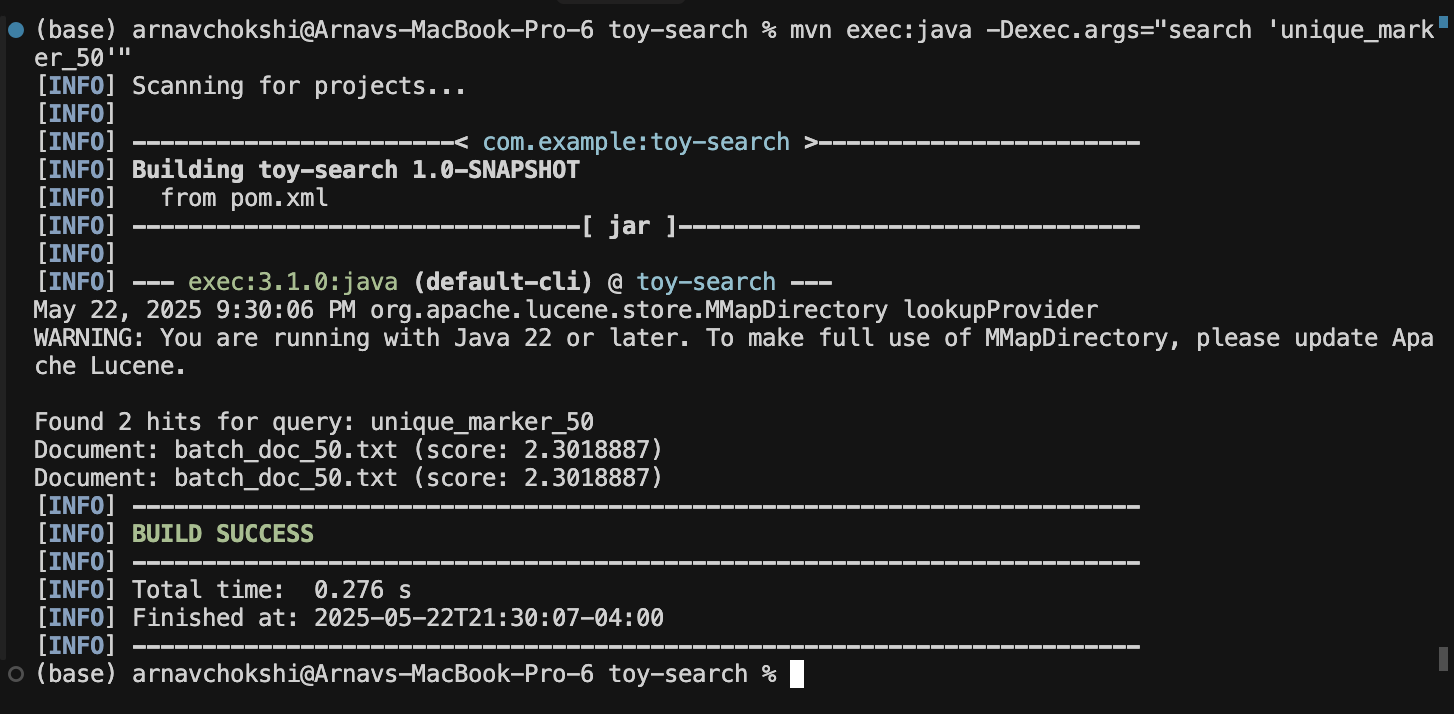 (base) arnavchokshi@Arnavs-MacBook-Pro-6 toy-search % mvn exec:java -Dexec.args="search 'unique_mark
er_50'"
[INFO] Scanning for projects...
[INFO]
[INFO] -----------------------< com.example:toy-search >-----------------------
[INFO] Building toy-search 1.0-SNAPSHOT
[INFO]   from pom.xml
[INFO] --------------------------------[ jar ]---------------------------------
[INFO]
[INFO] --- exec:3.1.0:java (default-cli) @ toy-search ---
May 22, 2025 9:30:06 PM org.apache.lucene.store.MMapDirectory lookupProvider
WARNING: You are running with Java 22 or later. To make full use of MMapDirectory, please update Apa
che Lucene.

Found 2 hits for query: unique_marker_50
Document: batch_doc_50.txt (score: 2.3018887)
Document: batch_doc_50.txt (score: 2.3018887)
[INFO] ------------------------------------------------------------------------
[INFO] BUILD SUCCESS
[INFO] ------------------------------------------------------------------------
[INFO] Total time:  0.276 s
[INFO] Finished at: 2025-05-22T21:30:07-04:00
[INFO] ------------------------------------------------------------------------
(base) arnavchokshi@Arnavs-MacBook-Pro-6 toy-search %